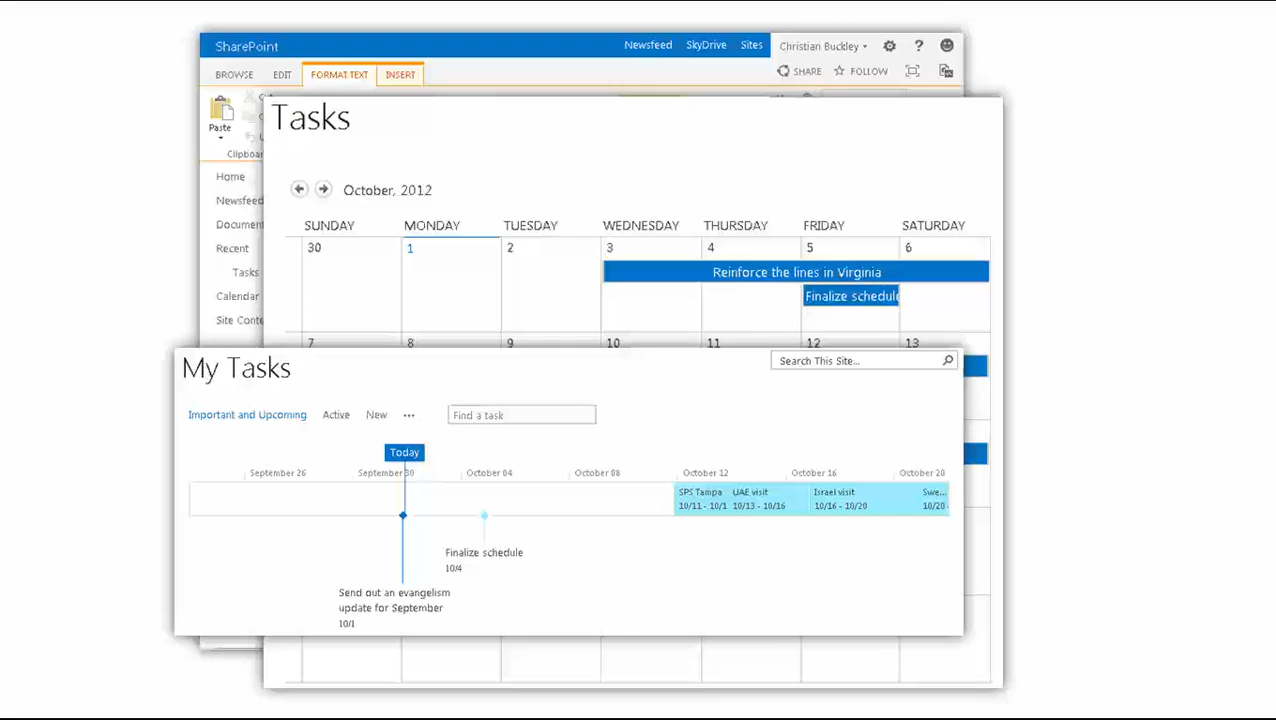 SharePoint
Newsfeed SkyDrive Sites
Christian Buckley
?
BROWSE EDIT FORMAT TEXT INSERT
SHARE FOLLOW
Paste
Clipboar
Home
Newsfeed
Documen
Recent
Tasks
Calendar
Site Conte
Tasks
October, 2012
SUNDAY MONDAY TUESDAY WEDNESDAY THURSDAY FRIDAY SATURDAY
30 1 2 3 4 5 6
Reinforce the lines in Virginia
Finalize schedule
7 8 9 10 11 12 13
My Tasks
Search This Site...
Important and Upcoming Active New ••• Find a task
Today
September 26 September 30 October 04 October 08 October 12 October 16 October 20
SPS Tampa UAE visit Israel visit Swe...
10/11 - 10/1 10/13 - 10/16 10/16 - 10/20 10/20
Finalize schedule
10/4
Send out an evangelism
update for September
10/1